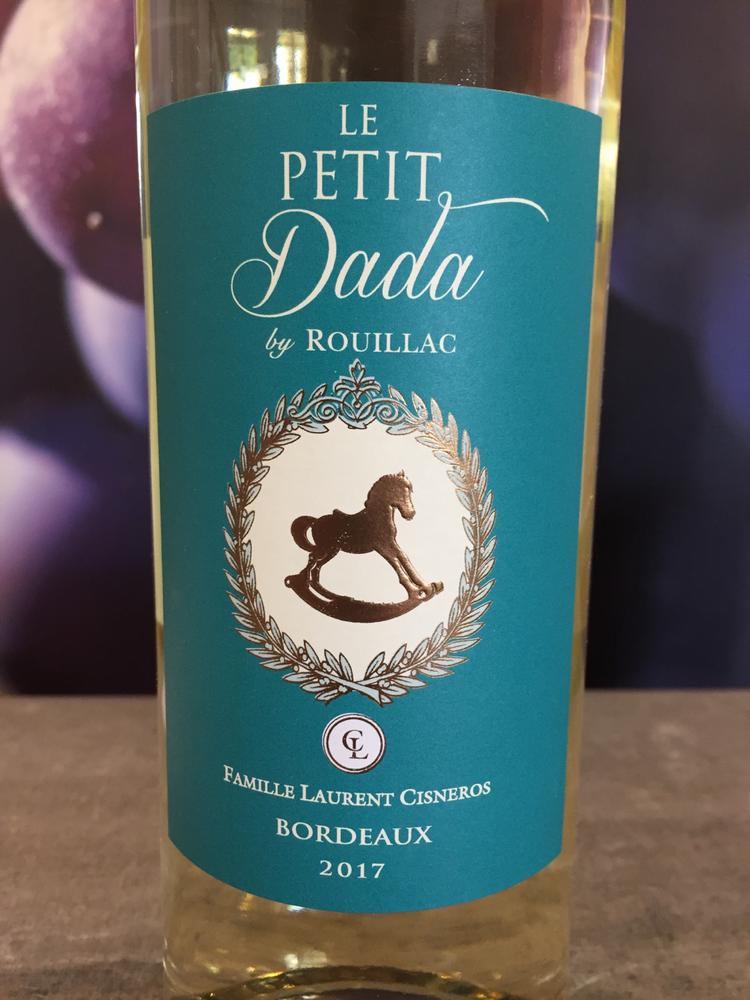 LE
PETIT
Dada
by ROUILLAC
CL
FAMILLE LAURENT CISNEROS
BORDEAUX
2017